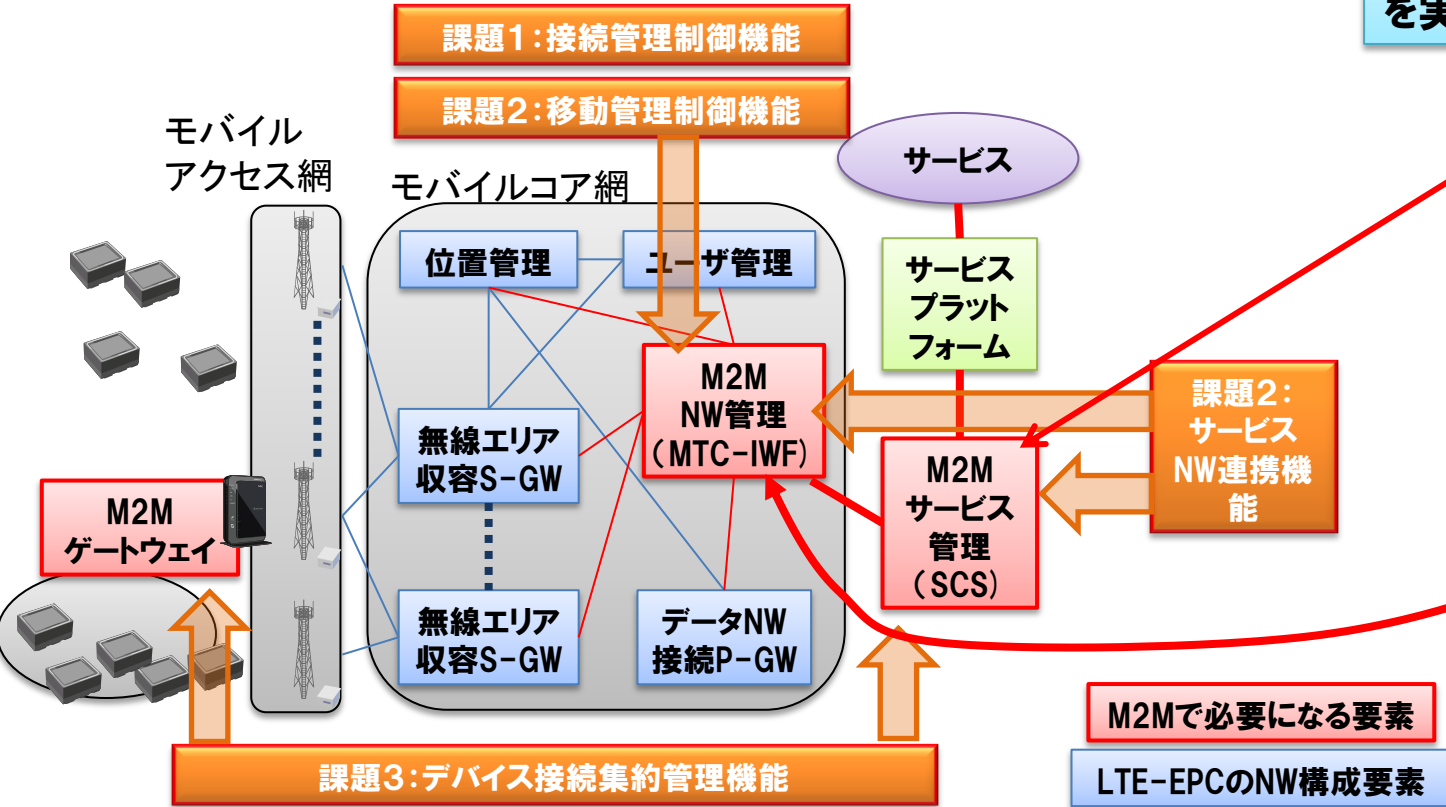 を実
課題1:接続管理制御機能
課題2:移動管理制御機能
モバイル
アクセス網
モバイルコア網
サービス
位置管理
ユーザ管理
サービス
プラット
フォーム
M2M
NW管理
(MTC-IWF)
課題2:
サービス
NW連携機
能
無線エリア
収容S-GW
M2M
サービス
管理
(SCS)
M2M
ゲートウェイ
無線エリア
収容S-GW
データNW
接続P-GW
M2Mで必要になる要素
課題3:デバイス接続集約管理機能
LTE-EPCのNW構成要素